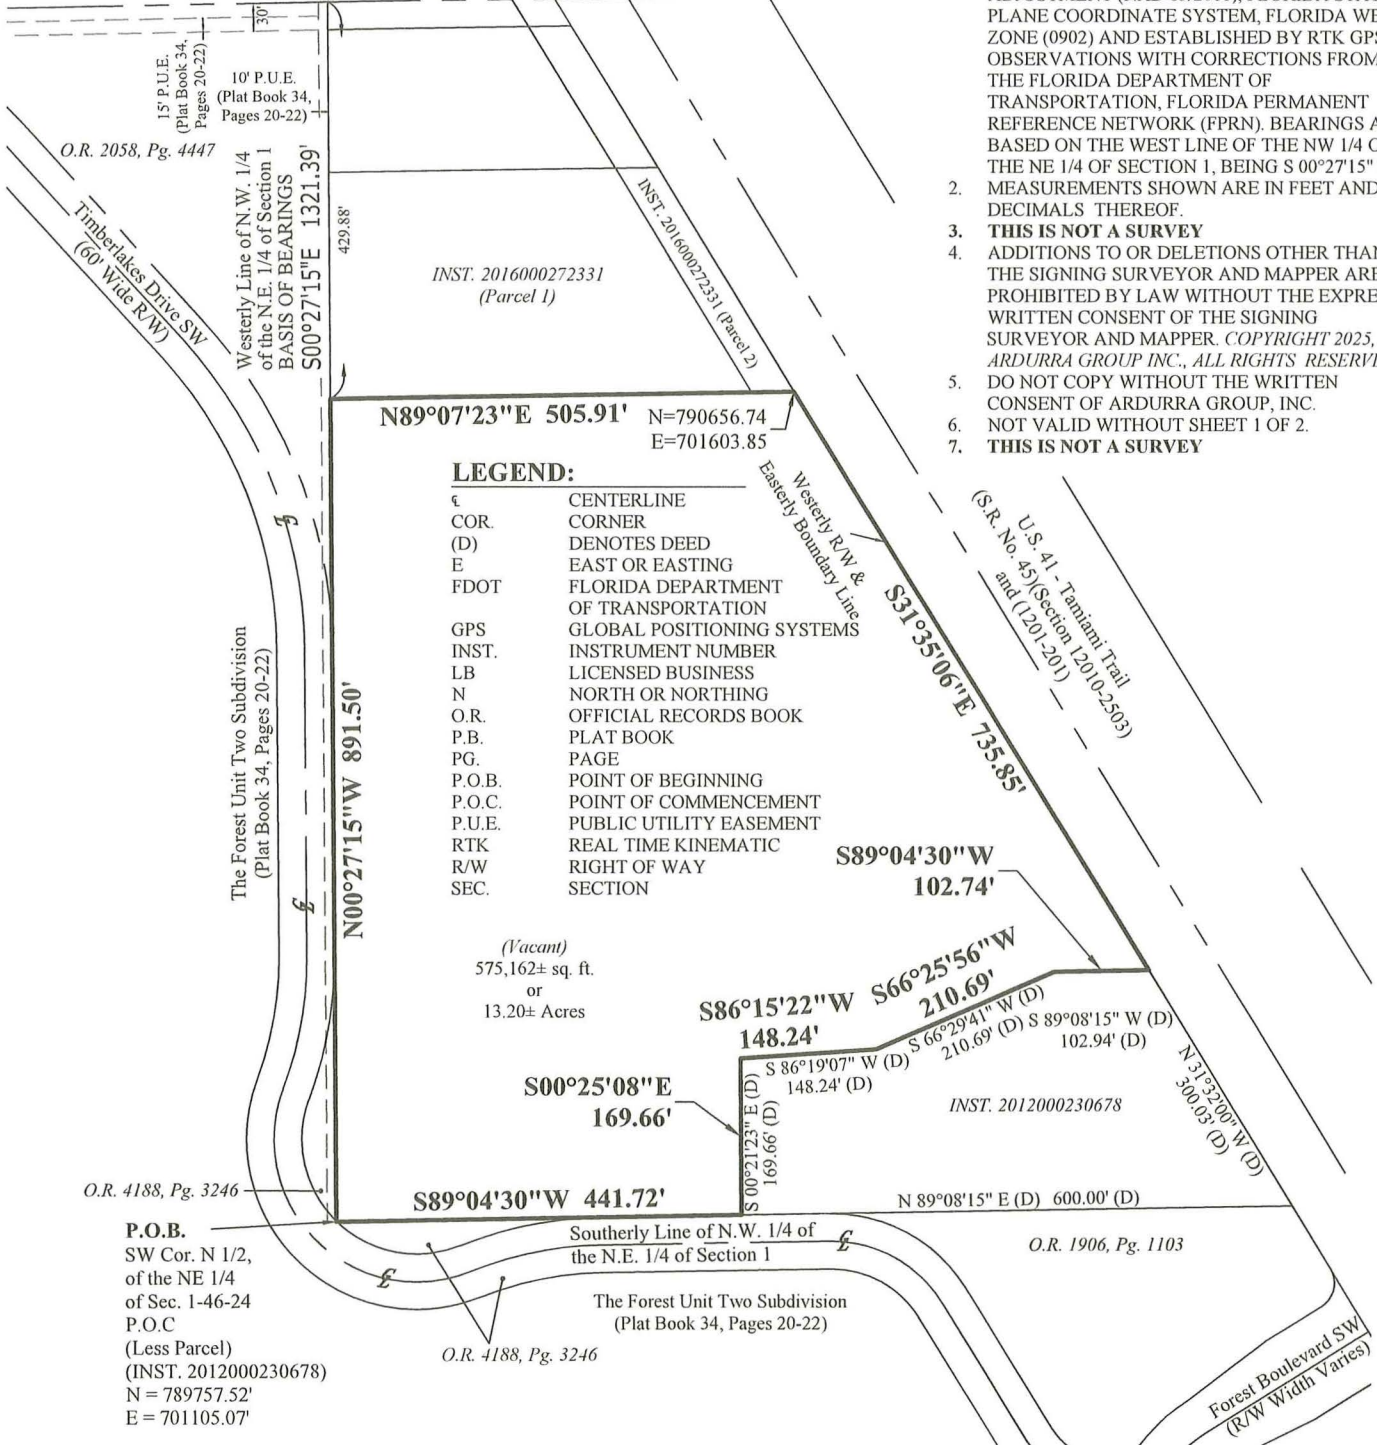 30'
15' P.U.E.
(Plat Book 34,
Pages 20-22)
10' P.U.E.
(Plat Book 34,
Pages 20-22)
O.R. 2058, Pg. 4447
Timberlakes Drive SW
(60' Wide R/W)
Westerly Line of N.W. 1/4
of the N.E. 1/4 of Section 1
BASIS OF BEARINGS
S00°27'15"E 1321.39'
429.88'
INST. 2016000272331
(Parcel 1)
INST. 2016000272331 (Parcel 2)
PLANE COORDINATE SYSTEM, FLORIDA WE
ZONE (0902) AND ESTABLISHED BY RTK GPS
OBSERVATIONS WITH CORRECTIONS FROM
THE FLORIDA DEPARTMENT OF
TRANSPORTATION, FLORIDA PERMANENT
REFERENCE NETWORK (FPRN). BEARINGS A
BASED ON THE WEST LINE OF THE NW 1/4 O
THE NE 1/4 OF SECTION 1, BEING S 00°27'15"
2. MEASUREMENTS SHOWN ARE IN FEET AND
DECIMALS THEREOF.
3. THIS IS NOT A SURVEY
4. ADDITIONS TO OR DELETIONS OTHER THAN
THE SIGNING SURVEYOR AND MAPPER ARE
PROHIBITED BY LAW WITHOUT THE EXPRE
WRITTEN CONSENT OF THE SIGNING
SURVEYOR AND MAPPER. COPYRIGHT 2025,
ARDURRA GROUP INC., ALL RIGHTS RESERV
5. DO NOT COPY WITHOUT THE WRITTEN
CONSENT OF ARDURRA GROUP, INC.
6. NOT VALID WITHOUT SHEET 1 OF 2.
7. THIS IS NOT A SURVEY
N89°07'23"E 505.91'
N=790656.74
E=701603.85
LEGEND:
℄ CENTERLINE
COR. CORNER
(D) DENOTES DEED
E EAST OR EASTING
FDOT FLORIDA DEPARTMENT
OF TRANSPORTATION
GPS GLOBAL POSITIONING SYSTEMS
INST. INSTRUMENT NUMBER
LB LICENSED BUSINESS
N NORTH OR NORTHING
O.R. OFFICIAL RECORDS BOOK
P.B. PLAT BOOK
PG. PAGE
P.O.B. POINT OF BEGINNING
P.O.C. POINT OF COMMENCEMENT
P.U.E. PUBLIC UTILITY EASEMENT
RTK REAL TIME KINEMATIC
R/W RIGHT OF WAY
SEC. SECTION
Westerly R/W &
Easterly Boundary Line
S31°35'06"E 735.85'
U.S. 41 - Tamiami Trail
(S.R. No. 45)(Section 12010-2503)
and (1201-201)
℄
The Forest Unit Two Subdivision
(Plat Book 34, Pages 20-22)
℄
N00°27'15"W 891.50'
(Vacant)
575,162± sq. ft.
or
13.20± Acres
S89°04'30"W
102.74'
S66°25'56"W
210.69'
S86°15'22"W
148.24'
S 66°29'41" W (D)
210.69' (D)
S 89°08'15" W (D)
102.94' (D)
S 86°19'07" W (D)
148.24' (D)
S00°25'08"E
169.66'
S 00°21'23" E (D)
169.66' (D)
INST. 2012000230678
N 31°32'00" W (D)
300.03' (D)
O.R. 4188, Pg. 3246
S89°04'30"W 441.72'
N 89°08'15" E (D) 600.00' (D)
P.O.B.
SW Cor. N 1/2,
of the NE 1/4
of Sec. 1-46-24
P.O.C
(Less Parcel)
(INST. 2012000230678)
N = 789757.52'
E = 701105.07'
Southerly Line of N.W. 1/4 of
the N.E. 1/4 of Section 1
℄
℄
O.R. 1906, Pg. 1103
The Forest Unit Two Subdivision
(Plat Book 34, Pages 20-22)
O.R. 4188, Pg. 3246
Forest Boulevard SW
(R/W Width Varies)